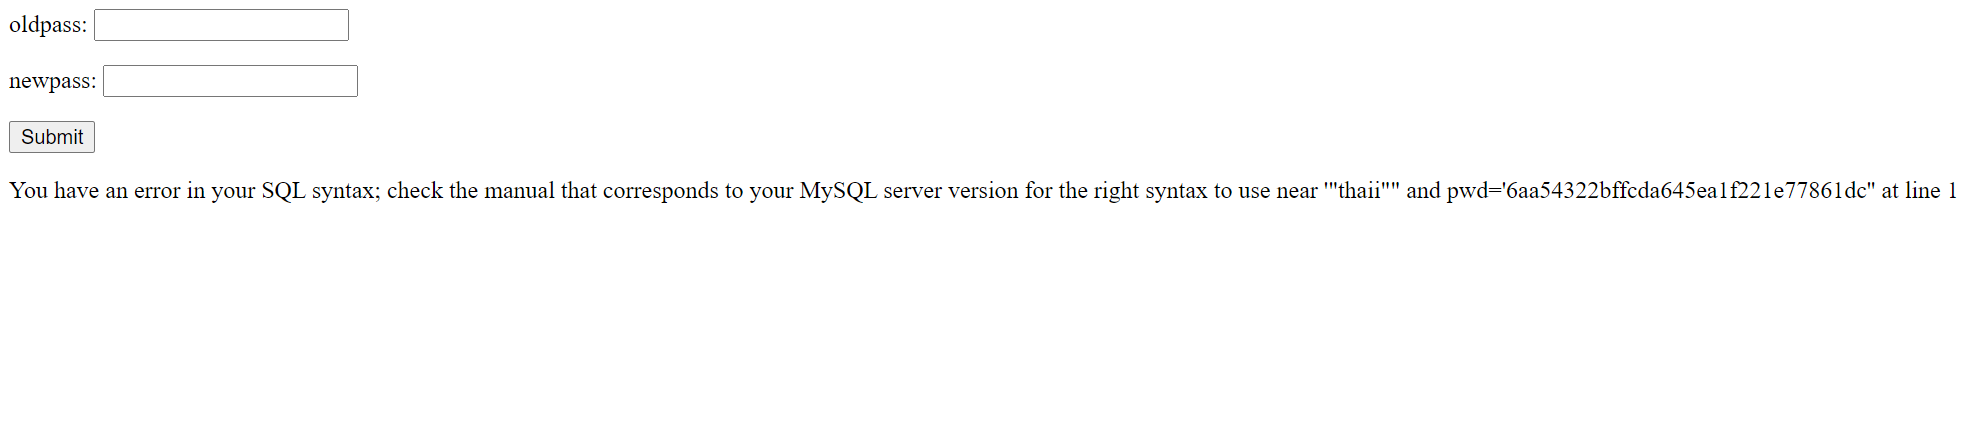 oldpass:
newpass:
Submit
You have an error in your SQL syntax; check the manual that corresponds to your MySQL server version for the right syntax to use near '"thaii"" and pwd='6aa54322bffcda645ea1f221e77861dc'' at line 1